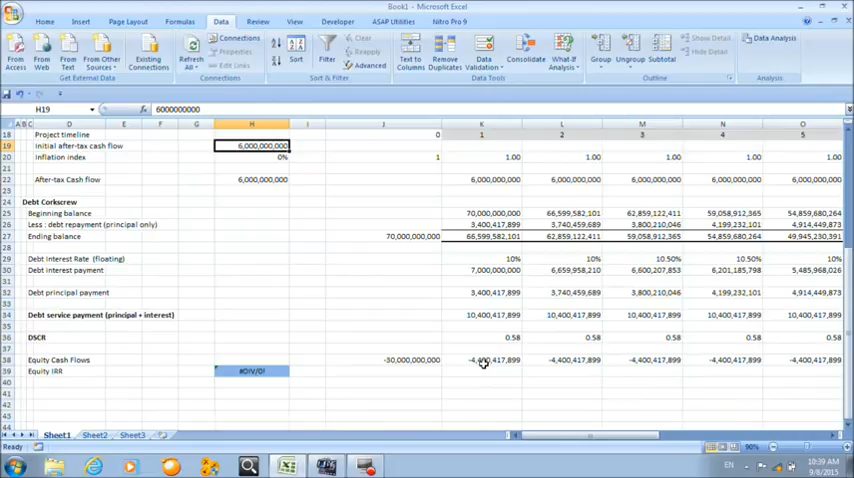 Book1 - Microsoft Excel
Home Insert Page Layout Formulas Data Review View Developer ASAP Utilities Nitro Pro 9
From Access From Web From Text From Other Sources Existing Connections Refresh All Connections Properties Edit Links Sort Filter Clear Reapply Advanced Text to Columns Remove Duplicates Data Validation Consolidate What-If Analysis Group Ungroup Subtotal Show Detail Hide Detail Data Analysis
Get External Data Connections Sort & Filter Data Tools Outline Analysis
H19 fx 6000000000
A B C D E F G H I J K L M N O
18 Project timeline 0 1 2 3 4 5
19 Initial after-tax cash flow 6,000,000,000
20 Inflation index 0% 1 1.00 1.00 1.00 1.00 1.00
21
22 After-Tax Cash flow 6,000,000,000 6,000,000,000 6,000,000,000 6,000,000,000 6,000,000,000 6,000,000,000
23
24 Debt Corkscrew
25 Beginning balance 70,000,000,000 66,599,582,101 62,859,122,411 59,058,912,365 54,859,680,264
26 Less : debt repayment (principal only) 3,400,417,899 3,740,459,689 3,800,210,046 4,199,232,101 4,914,449,873
27 Ending balance 70,000,000,000 66,599,582,101 62,859,122,411 59,058,912,365 54,859,680,264 49,945,230,391
28
29 Debt Interest Rate (floating) 10% 10% 10.50% 10.50% 10%
30 Debt interest payment 7,000,000,000 6,659,958,210 6,600,207,853 6,201,185,798 5,485,968,026
31
32 Debt principal payment 3,400,417,899 3,740,459,689 3,800,210,046 4,199,232,101 4,914,449,873
33
34 Debt service payment (principal + interest) 10,400,417,899 10,400,417,899 10,400,417,899 10,400,417,899 10,400,417,899
35
36 DSCR 0.58 0.58 0.58 0.58 0.58
37
38 Equity Cash Flows -30,000,000,000 -4,400,417,899 -4,400,417,899 -4,400,417,899 -4,400,417,899 -4,400,417,899
39 Equity IRR #DIV/0!
40
41
42
43
44
Sheet1 Sheet2 Sheet3
Ready 90%
EN 10:39 AM
9/8/2015